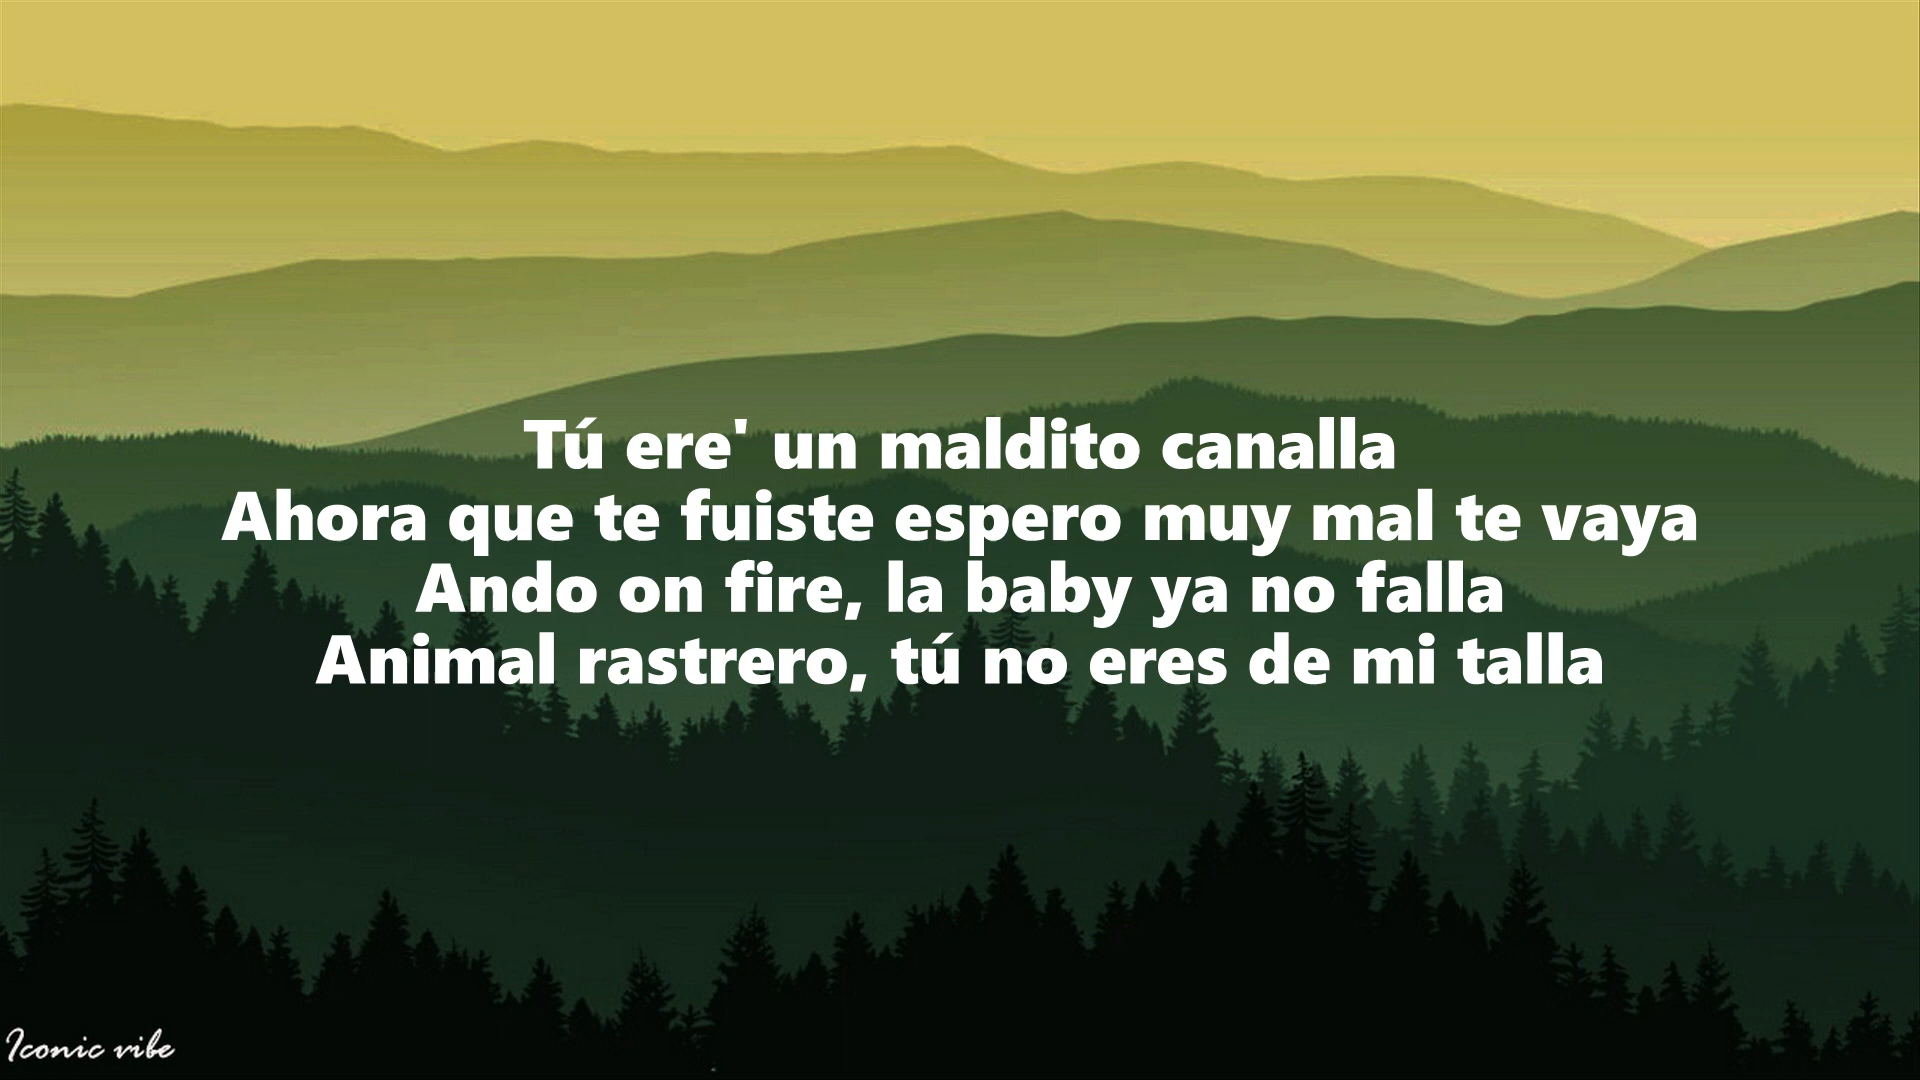 Tú ere' un maldito canalla
Ahora que te fuiste espero muy mal te vaya
Ando on fire, la baby ya no falla
Animal rastrero, tú no eres de mi talla
Iconic vibe